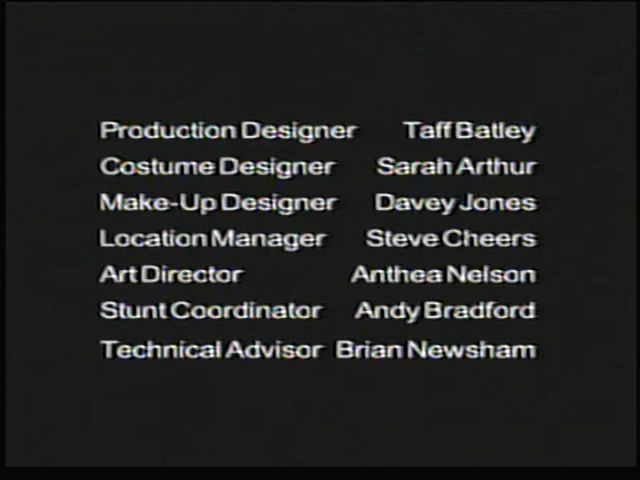 Production Designer Taff Batley
Costume Designer Sarah Arthur
Make-Up Designer Davey Jones
Location Manager Steve Cheers
Art Director Anthea Nelson
Stunt Coordinator Andy Bradford
Technical Advisor Brian Newsham